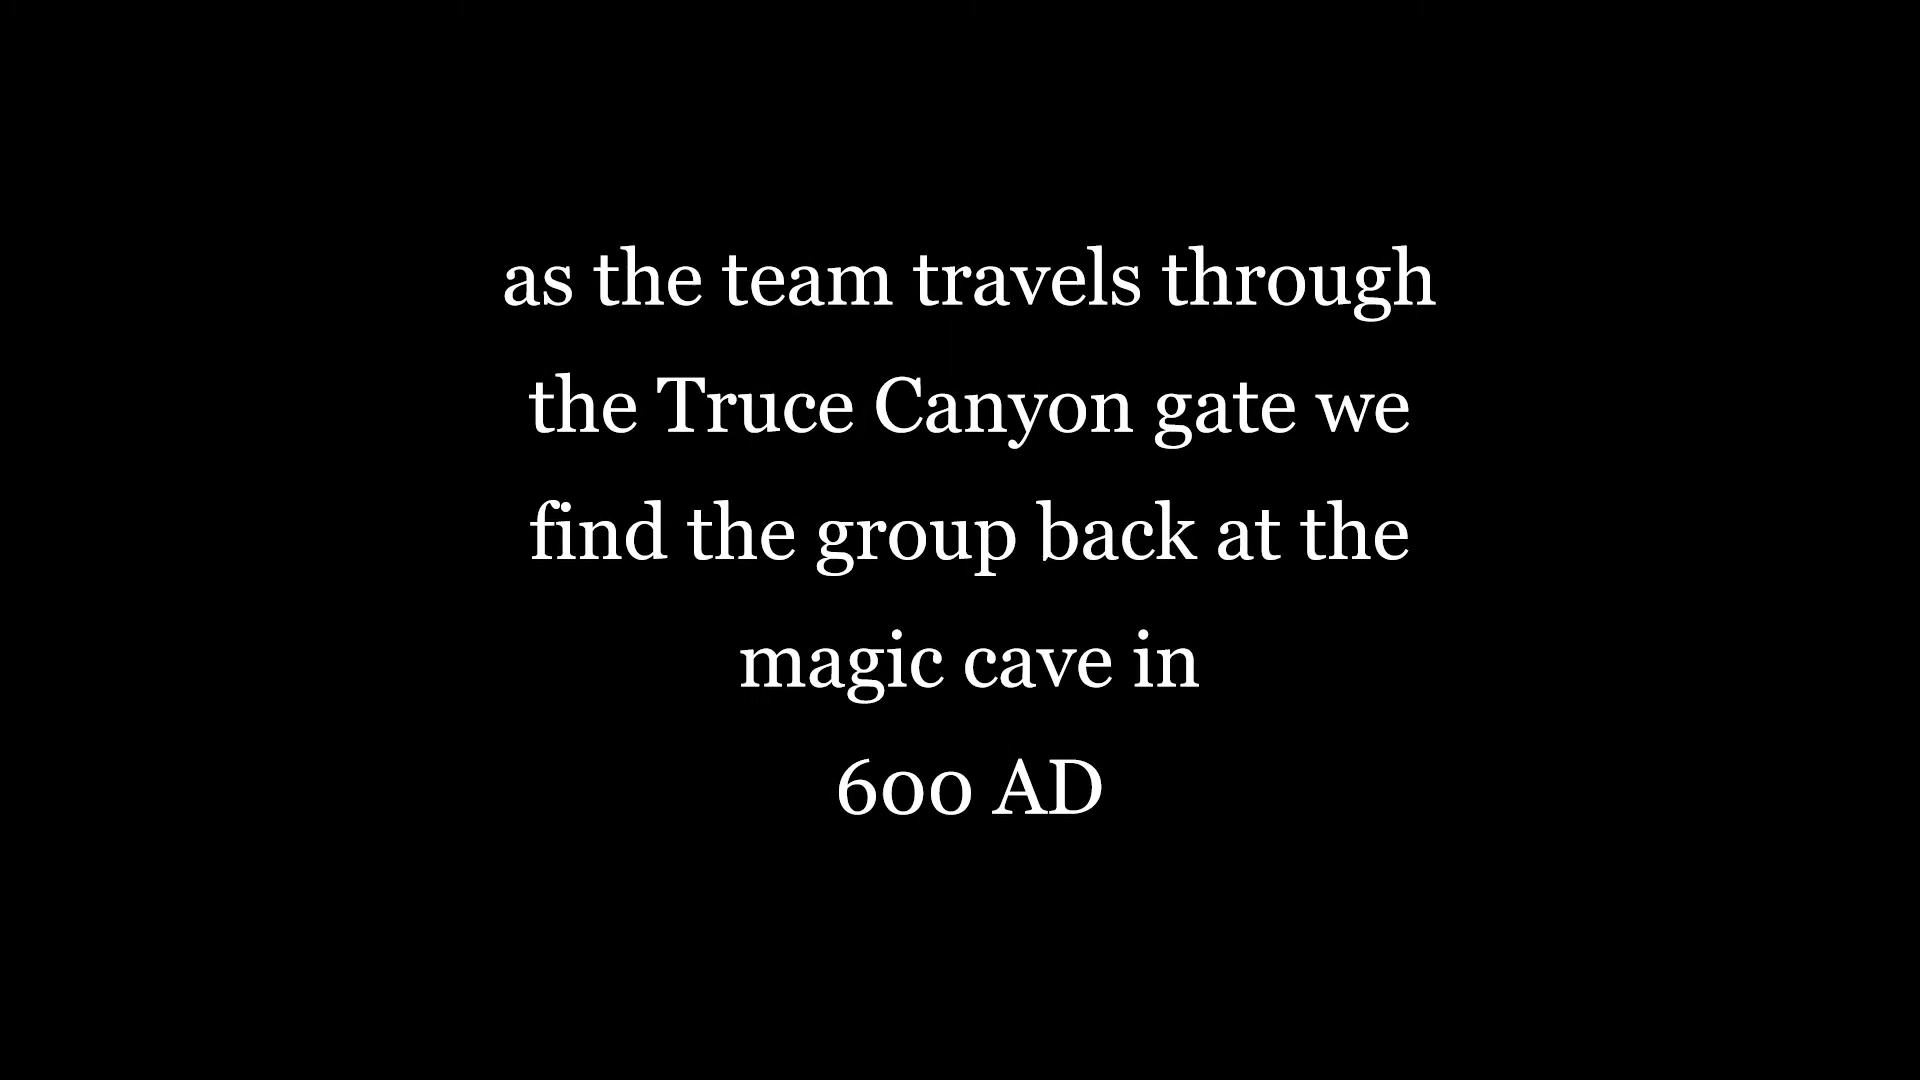 as the team travels through
the Truce Canyon gate we
find the group back at the
magic cave in
600 AD